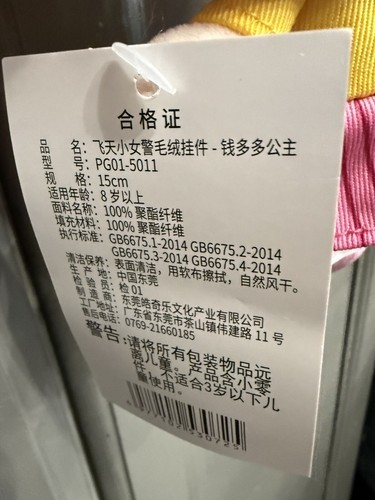 合格证
品 名：飞天小女警毛绒挂件 - 钱多多公主
型 号：PG01-5011
规 格：15cm
适用年龄：8 岁以上
面料名称：100% 聚酯纤维
填充材料：100% 聚酯纤维
执行标准：GB6675.1-2014 GB6675.2-2014
GB6675.3-2014 GB6675.4-2014
清洁保养：表面清洁，用软布擦拭，自然风干。
生 产 地：中国东莞
检 验 员：检 01
制 造 商：东莞皓奇乐文化产业有限公司
工厂地址：广东省东莞市茶山镇伟建路 11 号
售后电话：0769-21660185
警告：请将所有包装物品远
离儿童。产品含小零
件，不适合3岁以下儿
童使用。